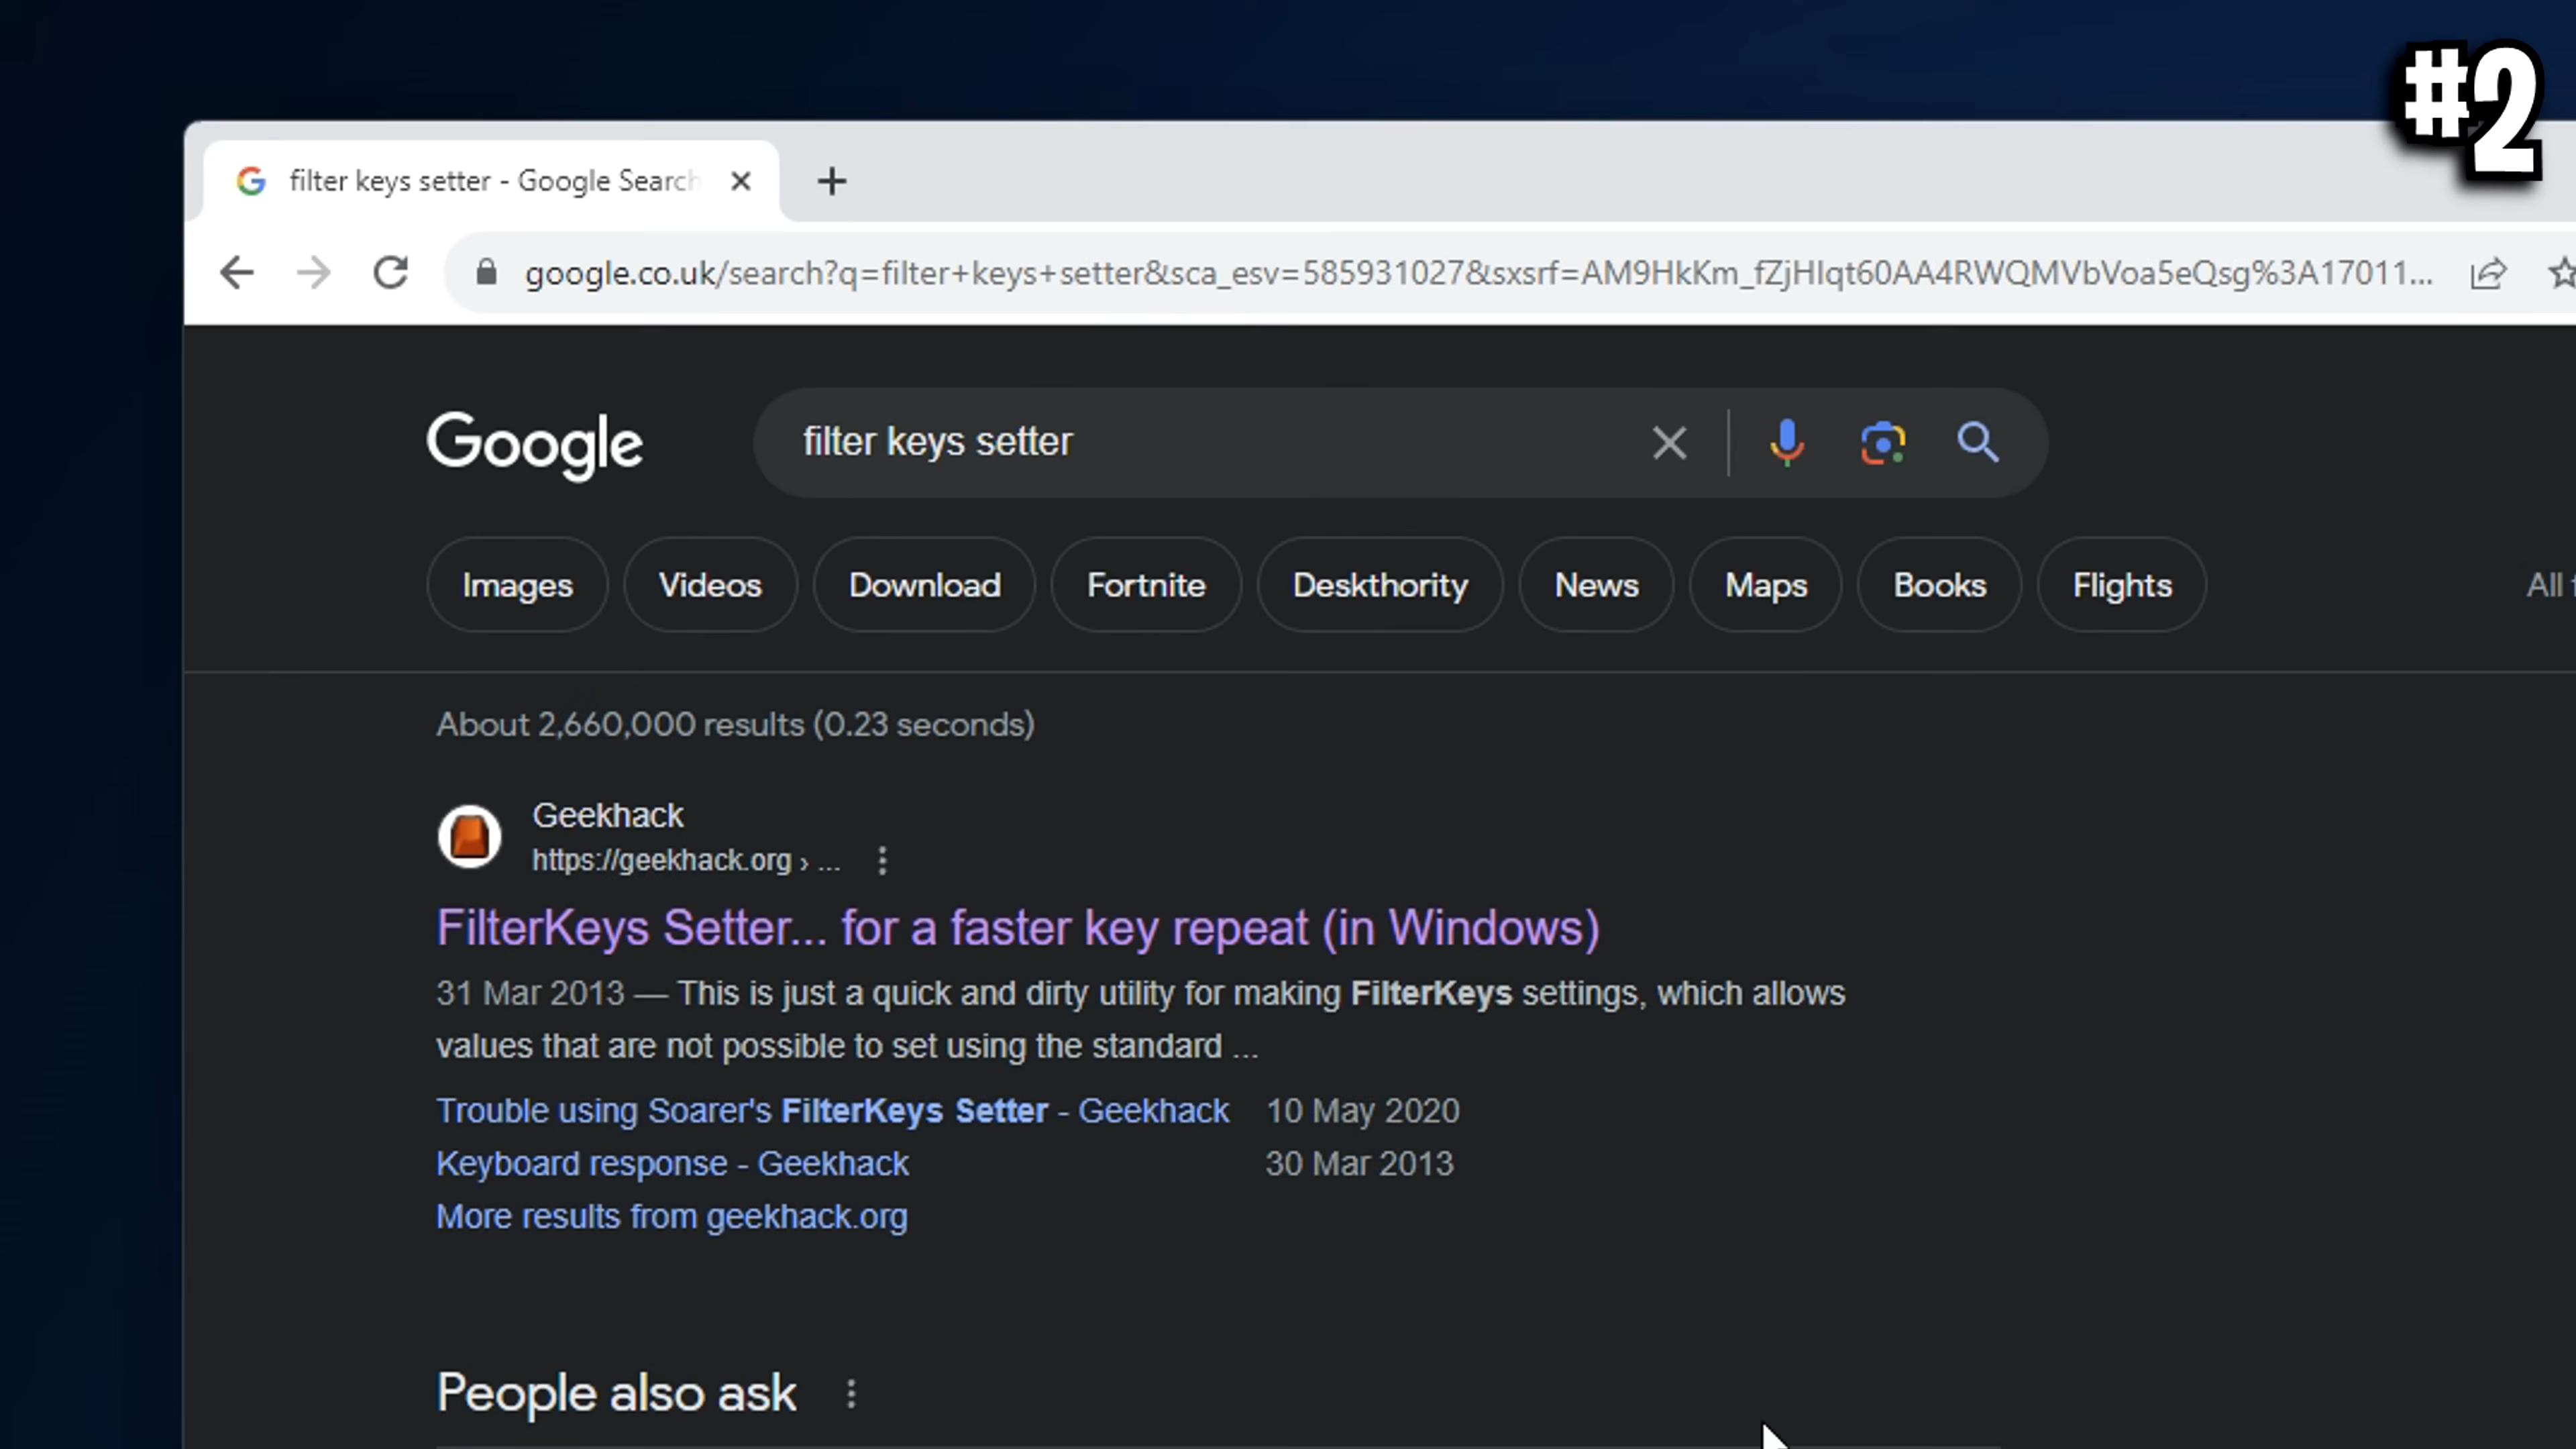 #2
filter keys setter - Google Search
google.co.uk/search?q=filter+keys+setter&sca_esv=585931027&sxsrf=AM9HkKm_fZjHIqt60AA4RWQMVbVoa5eQsg%3A17011...
Google
filter keys setter
Images Videos Download Fortnite Deskthority News Maps Books Flights All
About 2,660,000 results (0.23 seconds)
Geekhack
https://geekhack.org › ...
FilterKeys Setter... for a faster key repeat (in Windows)
31 Mar 2013 — This is just a quick and dirty utility for making FilterKeys settings, which allows
values that are not possible to set using the standard ...
Trouble using Soarer's FilterKeys Setter - Geekhack 10 May 2020
Keyboard response - Geekhack 30 Mar 2013
More results from geekhack.org
People also ask